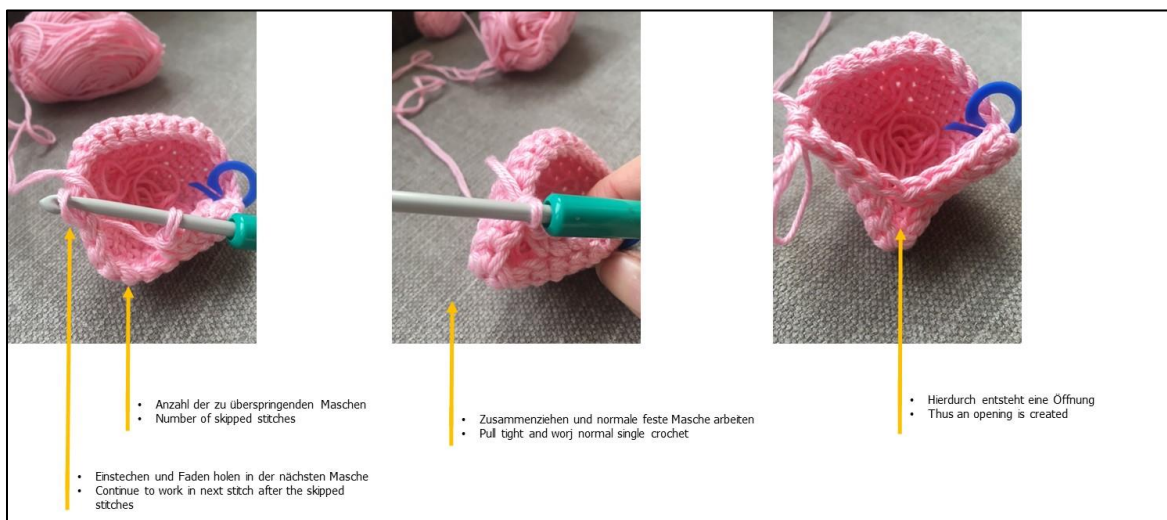 Anzahl der zu überspringenden Maschen
Number of skipped stitches
Einstechen und Faden holen in der nächsten Masche
Continue to work in next stitch after the skipped
stitches
Zusammenziehen und normale feste Masche arbeiten
Pull tight and worj normal single crochet
Hierdurch entsteht eine Öffnung
Thus an opening is created